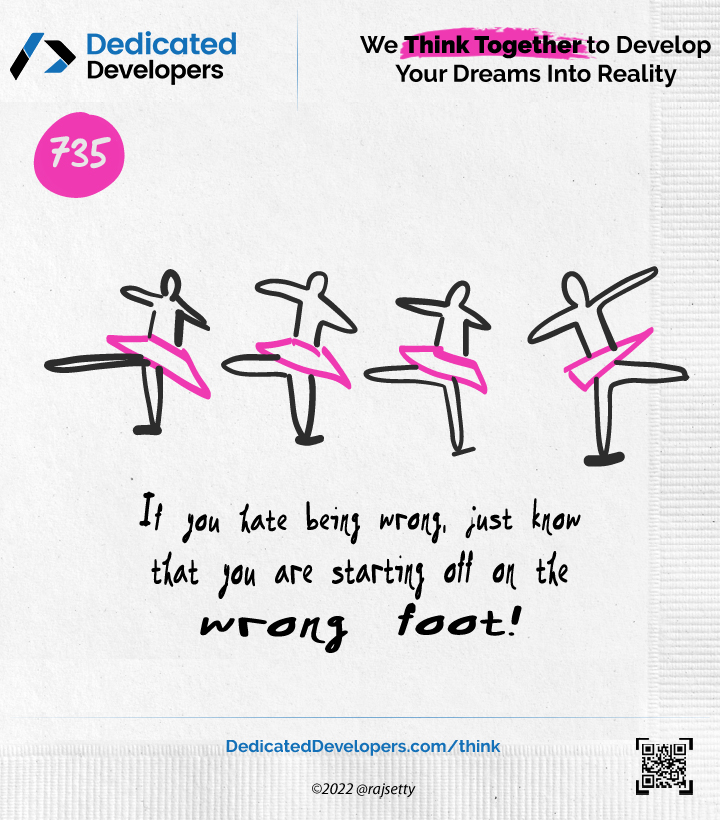 Dedicated
Developers
We Think Together to Develop
Your Dreams Into Reality
735
If you hate being wrong, just know
that you are starting off on the
wrong foot!
DedicatedDevelopers.com/think
©2022 @rajsetty